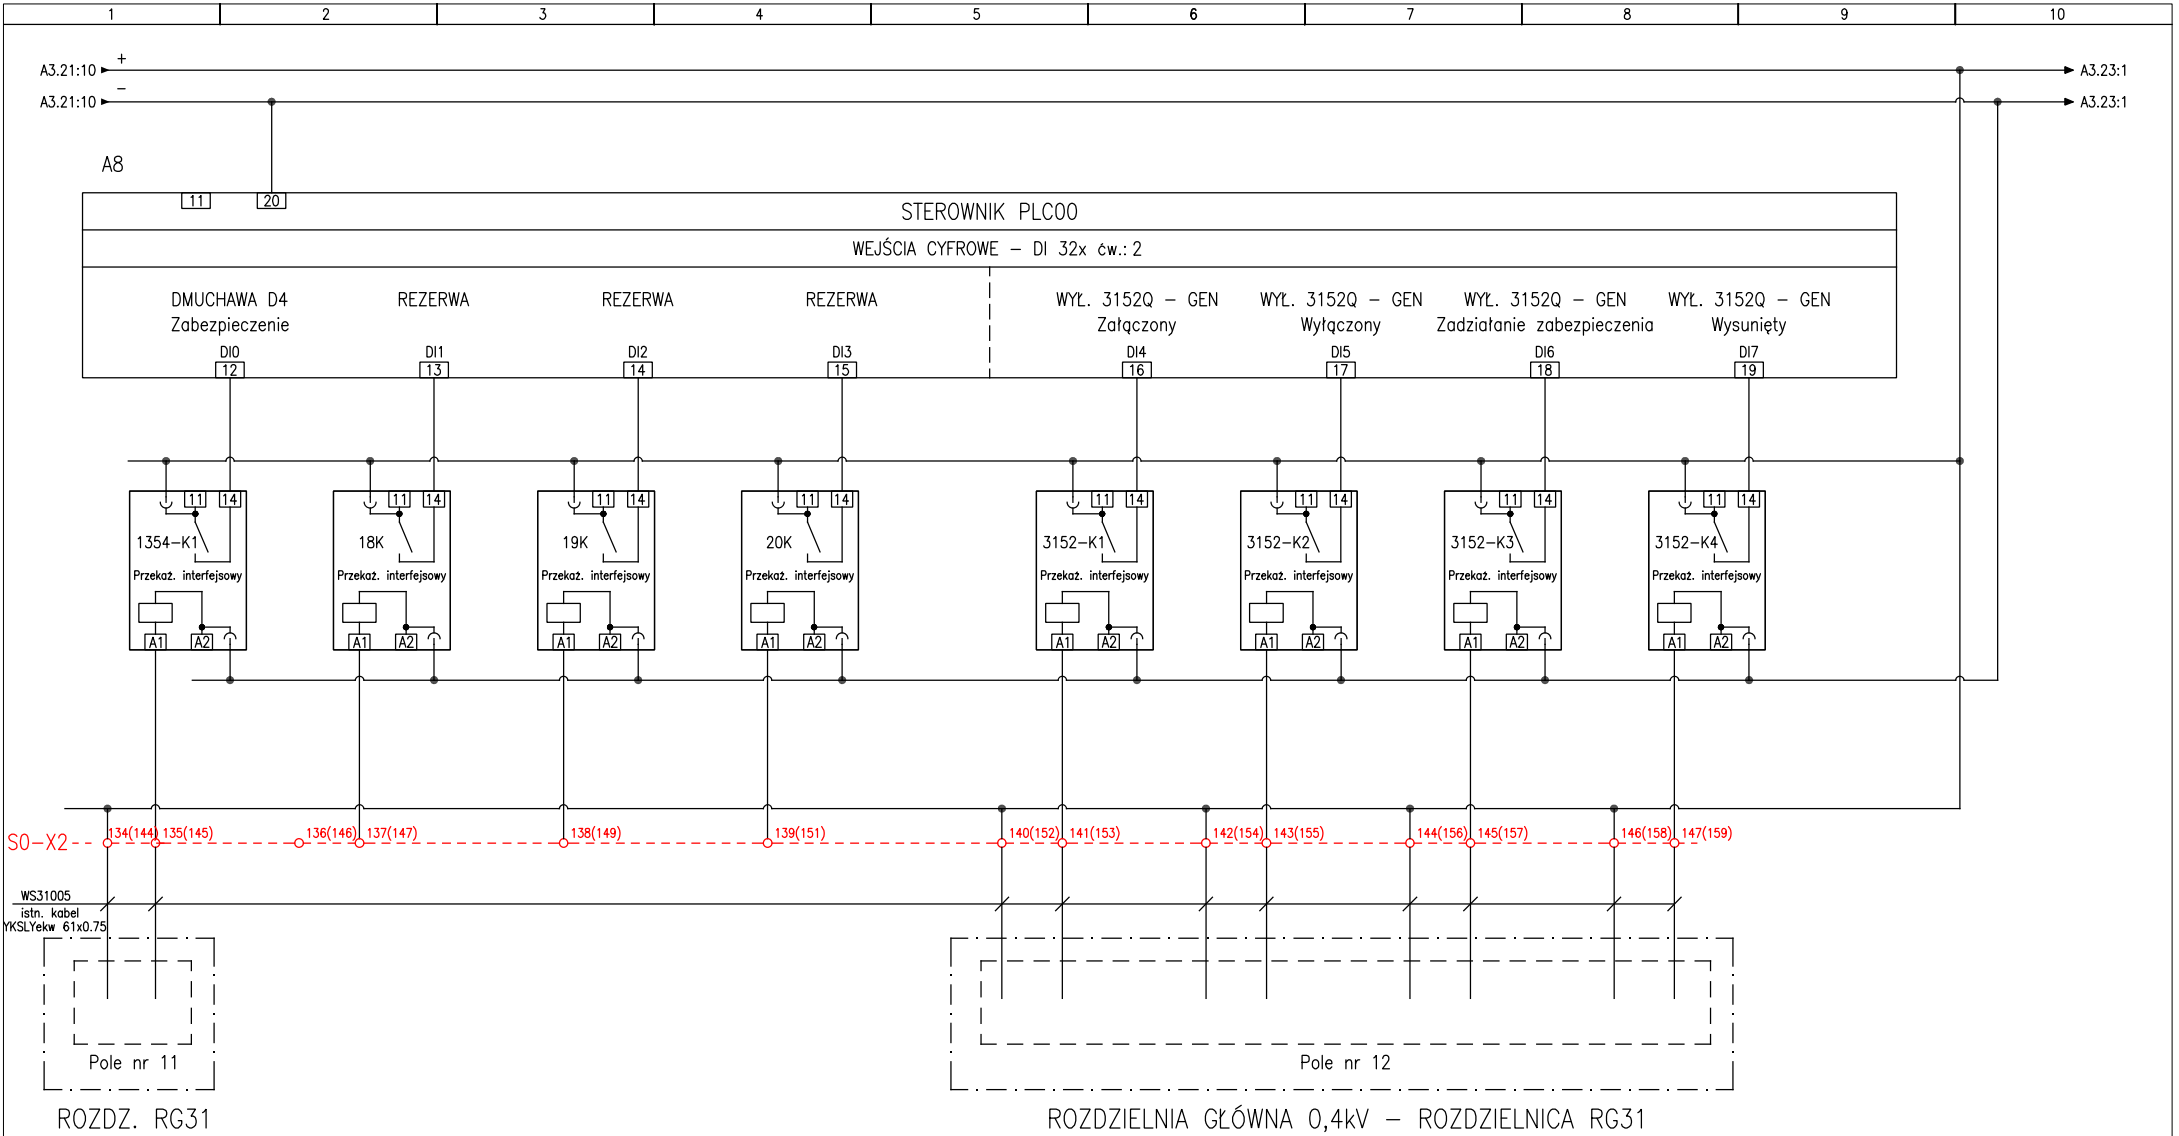 1 2 3 4 5 6 7 8 9 10
A3.21:10 + A3.23:1
A3.21:10 − A3.23:1
A8
11 20
STEROWNIK PLC00
WEJŚCIA CYFROWE − DI 32x ćw.: 2
DMUCHAWA D4 REZERWA REZERWA REZERWA WYŁ. 3152Q − GEN WYŁ. 3152Q − GEN WYŁ. 3152Q − GEN WYŁ. 3152Q − GEN
Zabezpieczenie Załączony Wyłączony Zadziałanie zabezpieczenia Wysunięty
DI0 DI1 DI2 DI3 DI4 DI5 DI6 DI7
12 13 14 15 16 17 18 19
11 14 11 14 11 14 11 14 11 14 11 14 11 14 11 14
1354−K1 18K 19K 20K 3152−K1 3152−K2 3152−K3 3152−K4
Przekaź. interfejsowy Przekaź. interfejsowy Przekaź. interfejsowy Przekaź. interfejsowy Przekaź. interfejsowy Przekaź. interfejsowy Przekaź. interfejsowy Przekaź. interfejsowy
A1 A2 A1 A2 A1 A2 A1 A2 A1 A2 A1 A2 A1 A2 A1 A2
134(144) 135(145) 136(146) 137(147) 138(149) 139(151) 140(152) 141(153) 142(154) 143(155) 144(156) 145(157) 146(158) 147(159)
S0−X2
WS31005
istn. kabel
YKSLYekw 61x0.75
Pole nr 11 Pole nr 12
ROZDZ. RG31 ROZDZIELNIA GŁÓWNA 0,4kV − ROZDZIELNICA RG31